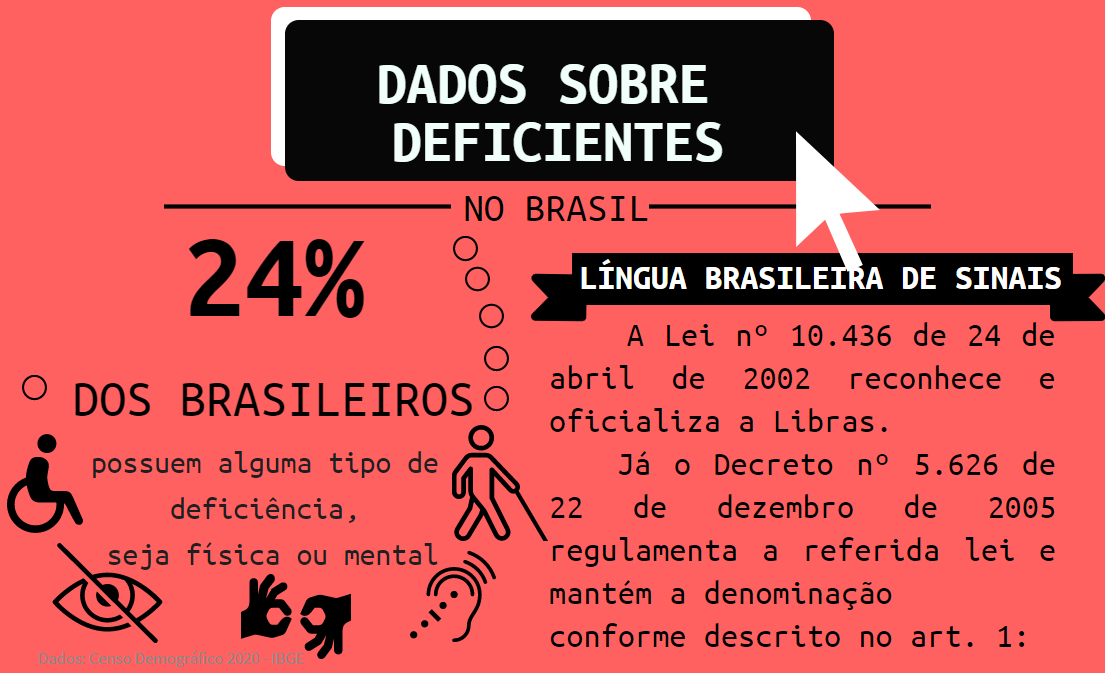 DADOS SOBRE
DEFICIENTES
NO BRASIL
24%
DOS BRASILEIROS
possuem alguma tipo de
deficiência,
seja física ou mental
Dados: Censo Demográfico 2020 - IBGE
LÍNGUA BRASILEIRA DE SINAIS
A Lei nº 10.436 de 24 de
abril de 2002 reconhece e
oficializa a Libras.
Já o Decreto nº 5.626 de
22 de dezembro de 2005
regulamenta a referida lei e
mantém a denominação
conforme descrito no art. 1: